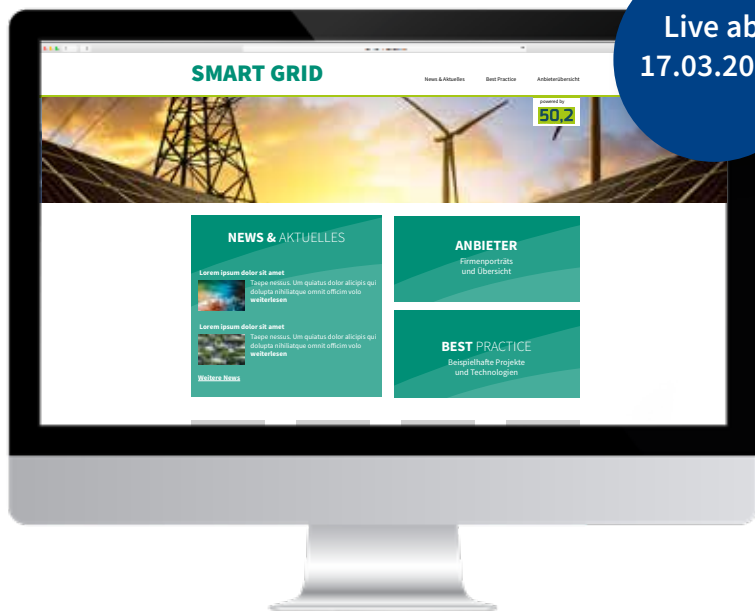 Live ab
17.03.20
SMART GRID
News & Aktuelles
Best Practice
Anbieterübersicht
powered by
50,2
NEWS & AKTUELLES
Lorem ipsum dolor sit amet
Taepe nessus. Um quiatus dolor alicipis qui
dolupta nihiliatque omnit officim volo
weiterlesen
Lorem ipsum dolor sit amet
Taepe nessus. Um quiatus dolor alicipis qui
dolupta nihiliatque omnit officim volo
weiterlesen
Weitere News
ANBIETER
Firmenporträts
und Übersicht
BEST PRACTICE
Beispielhafte Projekte
und Technologien